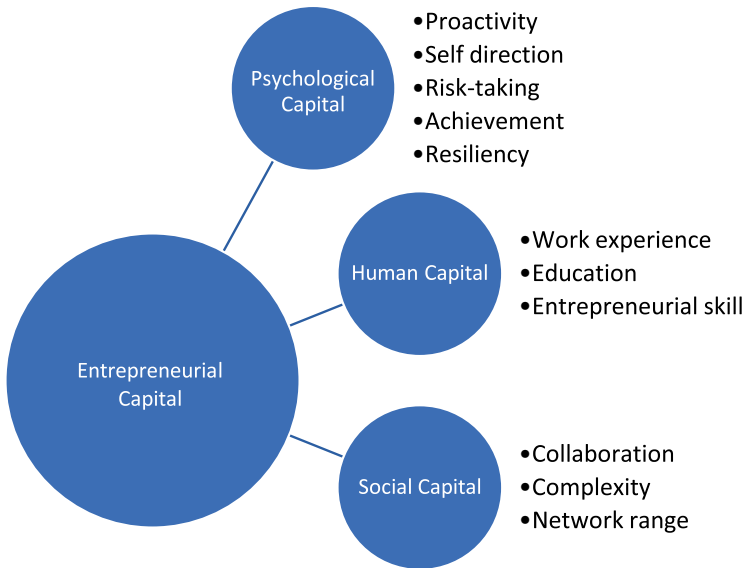 Psychological
Capital
•Proactivity
•Self direction
•Risk-taking
•Achievement
•Resiliency
Human Capital
•Work experience
•Education
•Entrepreneurial skill
Entrepreneurial
Capital
Social Capital
•Collaboration
•Complexity
•Network range